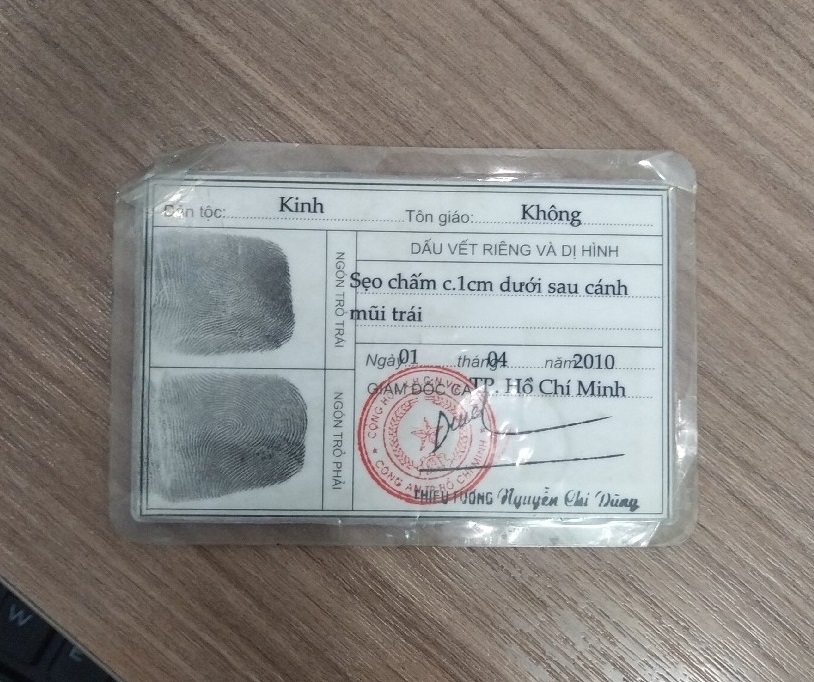 Dân tộc: Kinh Tôn giáo: Không
NGÓN TRỎ TRÁI
DẤU VẾT RIÊNG VÀ DỊ HÌNH
Sẹo chấm c.1cm dưới sau cánh
mũi trái
Ngày 01 tháng 04 năm 2010
GIÁM ĐỐC CA TP. Hồ Chí Minh
NGÓN TRỎ PHẢI
THIẾU TƯỚNG Nguyễn Chí Dũng
W
E